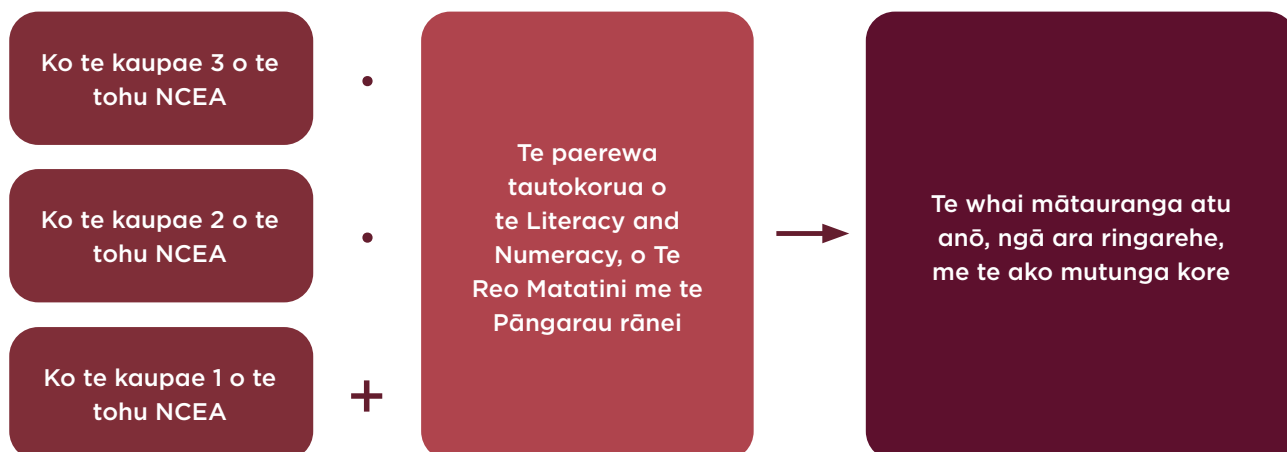 Ko te kaupae 3 o te
tohu NCEA
Ko te kaupae 2 o te
tohu NCEA
Ko te kaupae 1 o te
tohu NCEA
+
Te paerewa
tautokorua o
te Literacy and
Numeracy, o Te
Reo Matatini me te
Pāngarau rānei
Te whai mātauranga atu
anō, ngā ara ringarehe,
me te ako mutunga kore